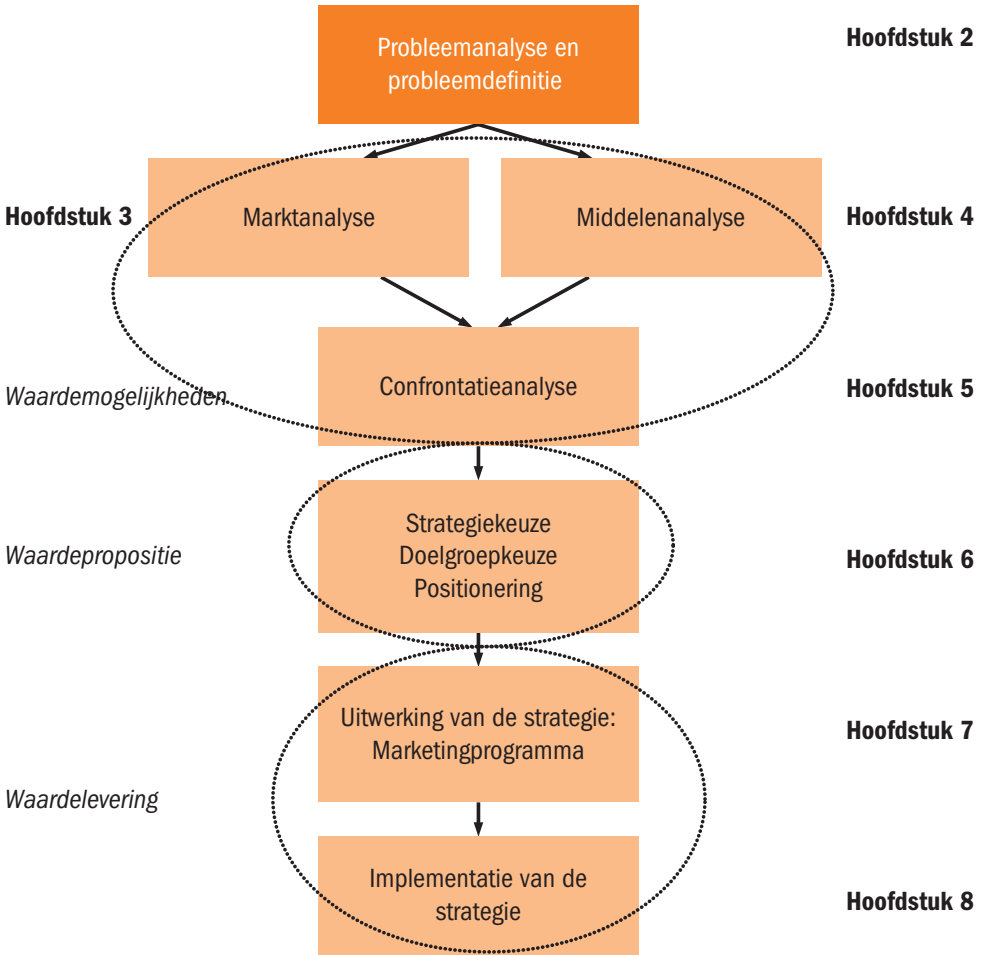 Probleemanalyse en
probleemdefinitie
Hoofdstuk 2
Hoofdstuk 3
Marktanalyse
Middelenanalyse
Hoofdstuk 4
Waardemogelijkheden
Confrontatieanalyse
Hoofdstuk 5
Waardepropositie
Strategiekeuze
Doelgroepkeuze
Positionering
Hoofdstuk 6
Uitwerking van de strategie:
Marketingprogramma
Hoofdstuk 7
Waardelevering
Implementatie van de
strategie
Hoofdstuk 8